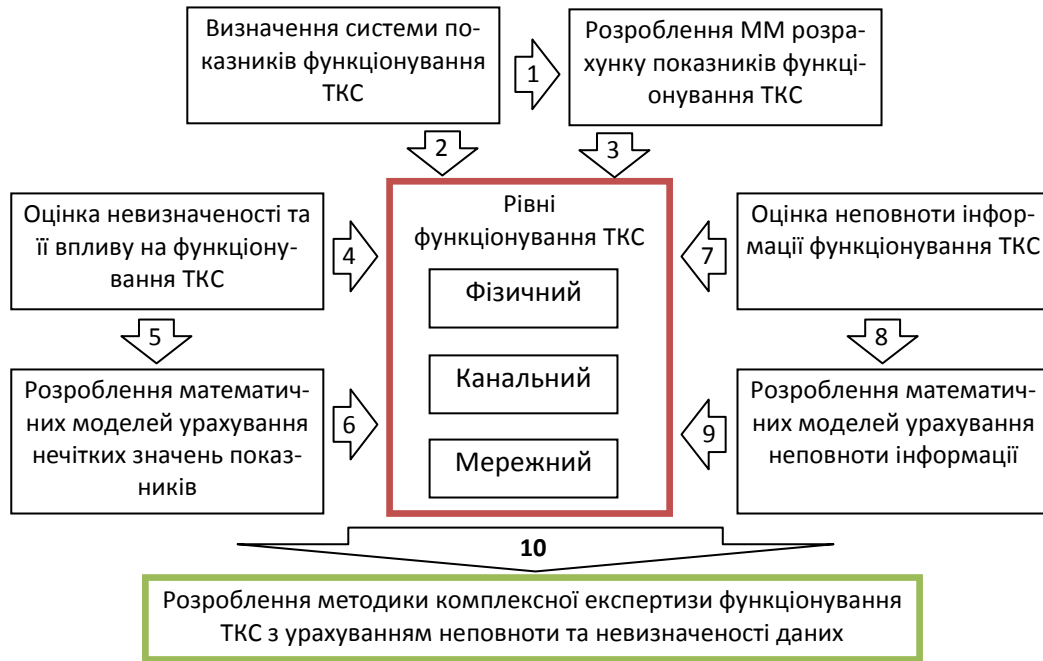 Визначення системи по-
казників функціонування
ТКС
1
Розроблення ММ розра-
хунку показників функці-
онування ТКС
2
3
Оцінка невизначеності та
її впливу на функціону-
вання ТКС
4
Рівні
функціонування ТКС
Фізичний
Канальний
Мережний
7
Оцінка неповноти інфор-
мації функціонування ТКС
5
8
Розроблення математич-
них моделей урахування
нечітких значень показ-
ників
6
9
Розроблення математич-
них моделей урахування
неповноти інформації
10
Розроблення методики комплексної експертизи функціонування
ТКС з урахуванням неповноти та невизначеності даних